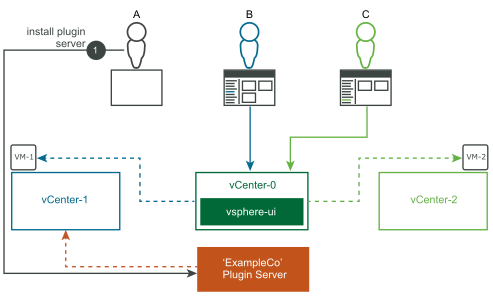 A
B
C
install plugin
server
1
VM-1
VM-2
vCenter-1
vCenter-0
vsphere-ui
vCenter-2
‘ExampleCo’
Plugin Server